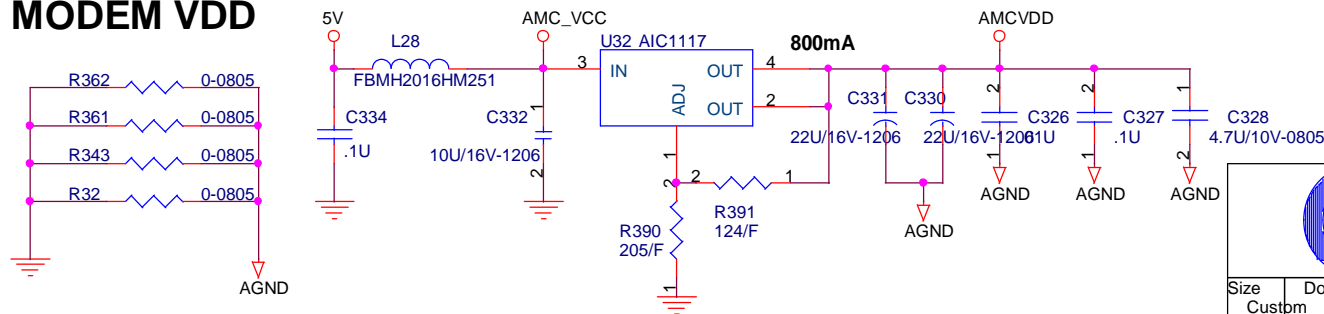 MODEM VDD
R362 0-0805
R361 0-0805
R343 0-0805
R32 0-0805
AGND
5V
L28
FBMH2016HM251
C334
.1U
AMC_VCC
C332
1
2
10U/16V-1206
U32 AIC1117
3
IN
OUT
4
ADJ
OUT
2
1
800mA
2
R390
205/F
1
2
R391
124/F
1
AMCVDD
C331
22U/16V-1206
C330
22U/16V-1206
AGND
2
C326
1
AGND
2
C327
.1U
1
AGND
1
C328
4.7U/10V-0805
2
AGND
Size
Custom